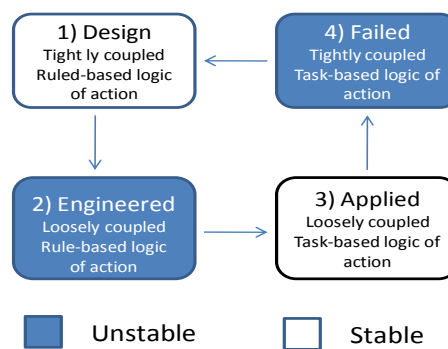 1) Design
Tight ly coupled
Ruled-based logic
of action
4) Failed
Tightly coupled
Task-based logic of
action
2) Engineered
Loosely coupled
Rule-based logic
of action
3) Applied
Loosely coupled
Task-based logic of
action
Unstable
Stable